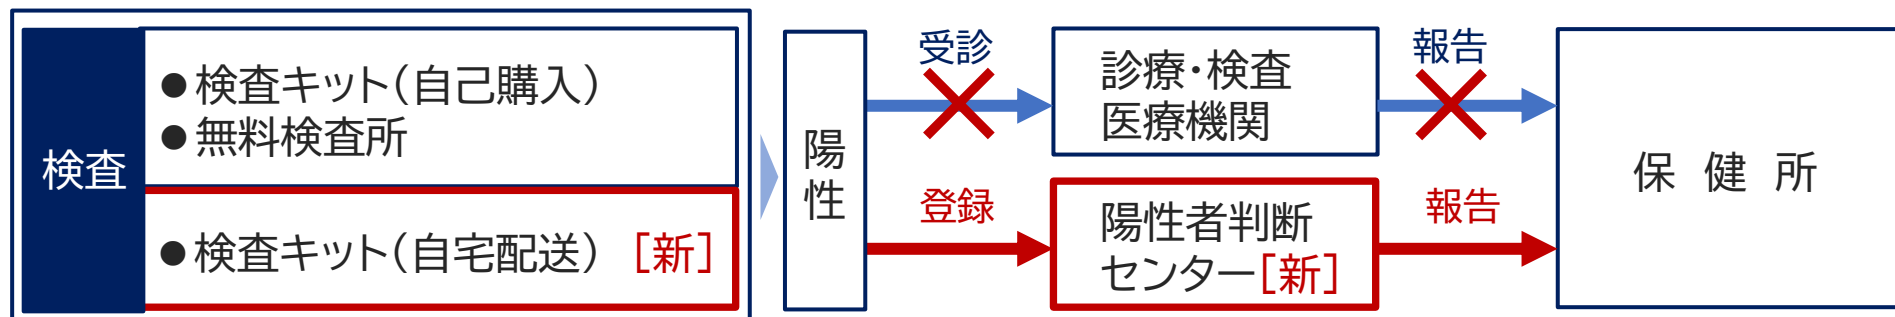 検査
●検査キット(自己購入)
●無料検査所
●検査キット(自宅配送) [新]
陽性
受診
診療・検査
医療機関
報告
登録
陽性者判断
センター[新]
報告
保 健 所